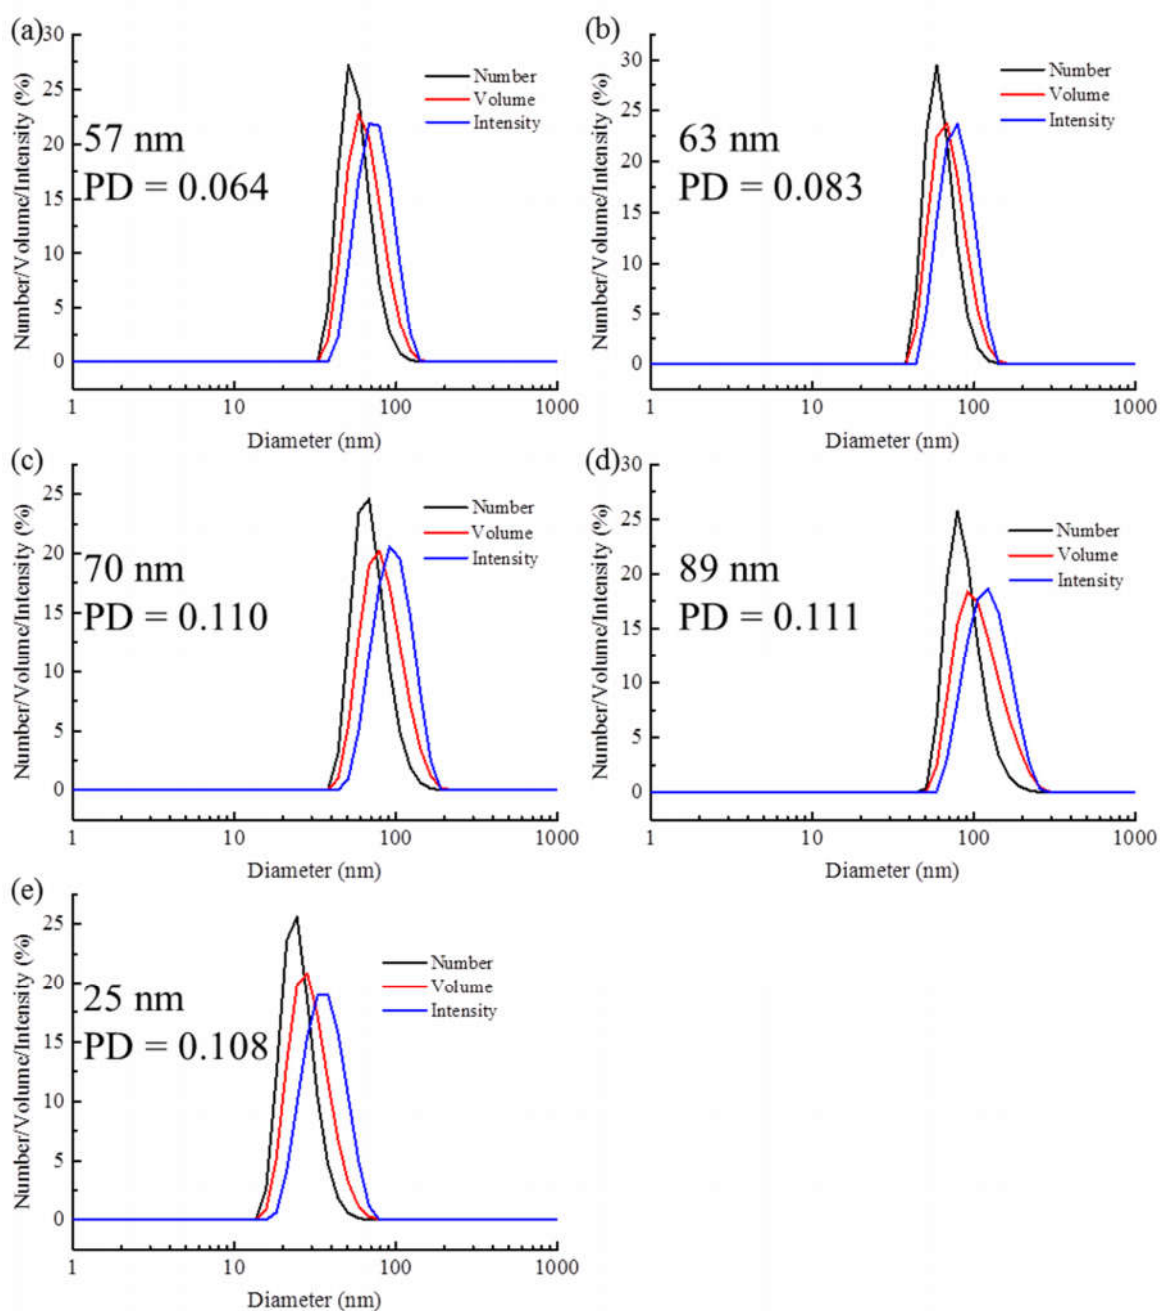 (a)
30
25
20
15
10
5
0
Number/Volume/Intensity (%)
57 nm
PD = 0.064
Number
Volume
Intensity
1 10 100 1000
Diameter (nm)
(b)
30
25
20
15
10
5
0
Number/Volume/Intensity (%)
63 nm
PD = 0.083
Number
Volume
Intensity
1 10 100 1000
Diameter (nm)
(c)
25
20
15
10
5
0
Number/Volume/Intensity (%)
70 nm
PD = 0.110
Number
Volume
Intensity
1 10 100 1000
Diameter (nm)
(d)
30
25
20
15
10
5
0
Number/Volume/Intensity (%)
89 nm
PD = 0.111
Number
Volume
Intensity
1 10 100 1000
Diameter (nm)
(e)
25
20
15
10
5
0
Number/Volume/Intensity (%)
25 nm
PD = 0.108
Number
Volume
Intensity
1 10 100 1000
Diameter (nm)